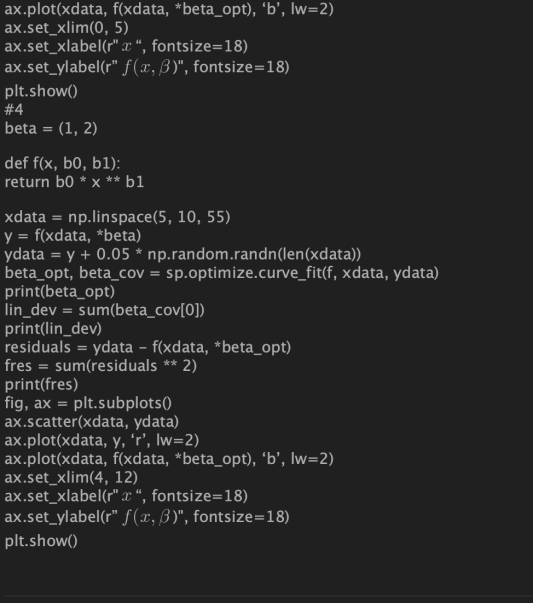 ax.plot(xdata, f(xdata, *beta_opt), ‘b’, lw=2)
ax.set_xlim(0, 5)
ax.set_xlabel(r" x “, fontsize=18)
ax.set_ylabel(r” f(x, β)", fontsize=18)
plt.show()
#4
beta = (1, 2)
def f(x, b0, b1):
return b0 * x ** b1
xdata = np.linspace(5, 10, 55)
y = f(xdata, *beta)
ydata = y + 0.05 * np.random.randn(len(xdata))
beta_opt, beta_cov = sp.optimize.curve_fit(f, xdata, ydata)
print(beta_opt)
lin_dev = sum(beta_cov[0])
print(lin_dev)
residuals = ydata – f(xdata, *beta_opt)
fres = sum(residuals ** 2)
print(fres)
fig, ax = plt.subplots()
ax.scatter(xdata, ydata)
ax.plot(xdata, y, ‘r’, lw=2)
ax.plot(xdata, f(xdata, *beta_opt), ‘b’, lw=2)
ax.set_xlim(4, 12)
ax.set_xlabel(r" x “, fontsize=18)
ax.set_ylabel(r” f(x, β)", fontsize=18)
plt.show()